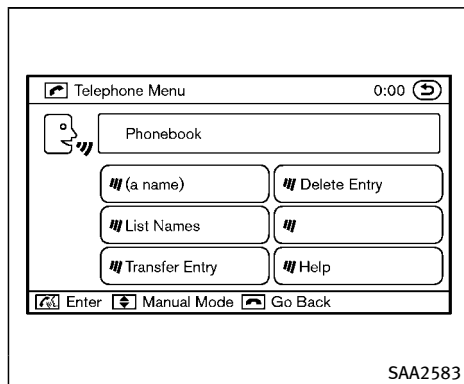 Telephone Menu 0:00
Phonebook
(a name) Delete Entry
List Names
Transfer Entry Help
Enter Manual Mode Go Back
SAA2583